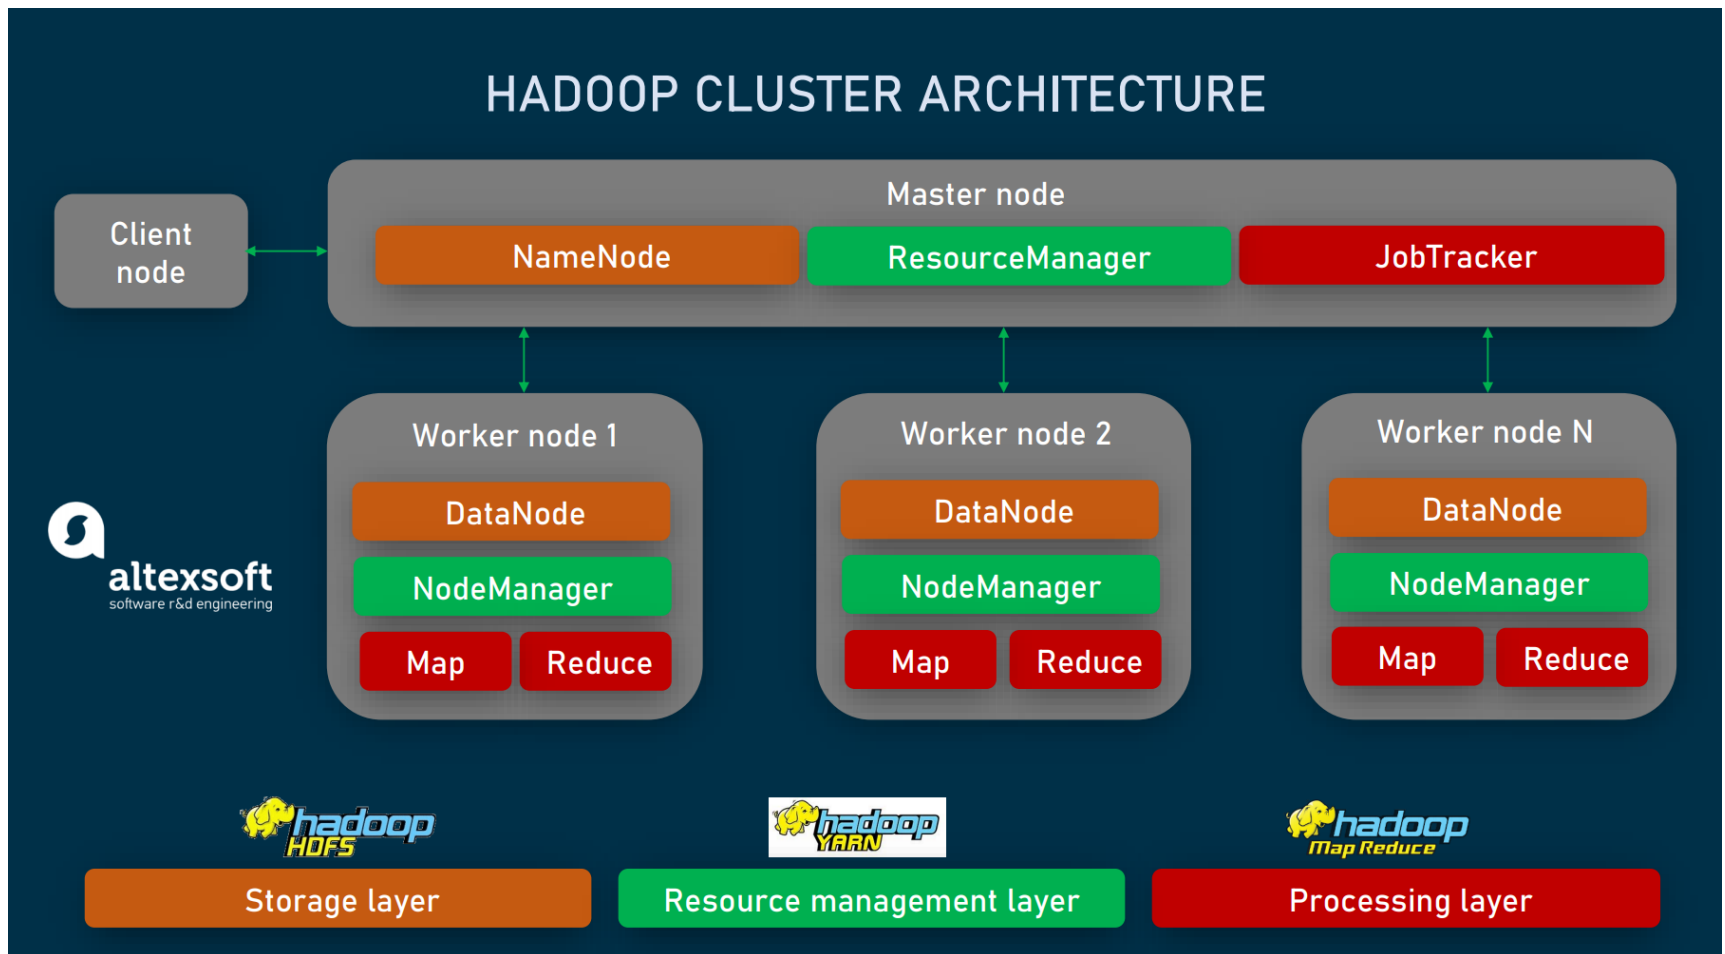 HADOOP CLUSTER ARCHITECTURE
Client
node
Master node
NameNode
ResourceManager
JobTracker
Worker node 1
DataNode
NodeManager
Map
Reduce
Worker node 2
DataNode
NodeManager
Map
Reduce
Worker node N
DataNode
NodeManager
Map
Reduce
altexsoft
software r&d engineering
hadoop
HDFS
Storage layer
hadoop
YARN
Resource management layer
hadoop
Map Reduce
Processing layer